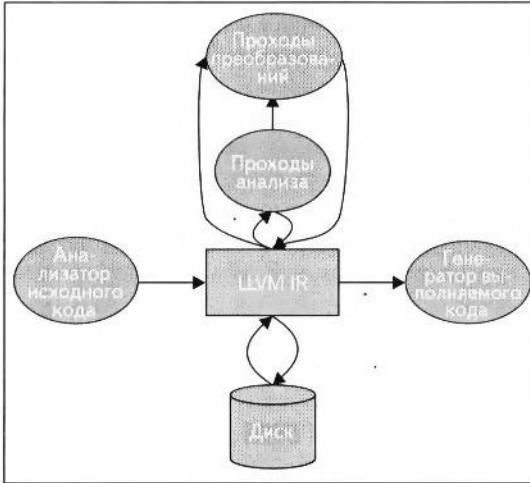 Проходы
преобразова-
ний
Проходы
анализа
Ана-
лизатор
исходного
кода
LLVM IR
Гене-
ратор вы-
полняемого
кода
Диск